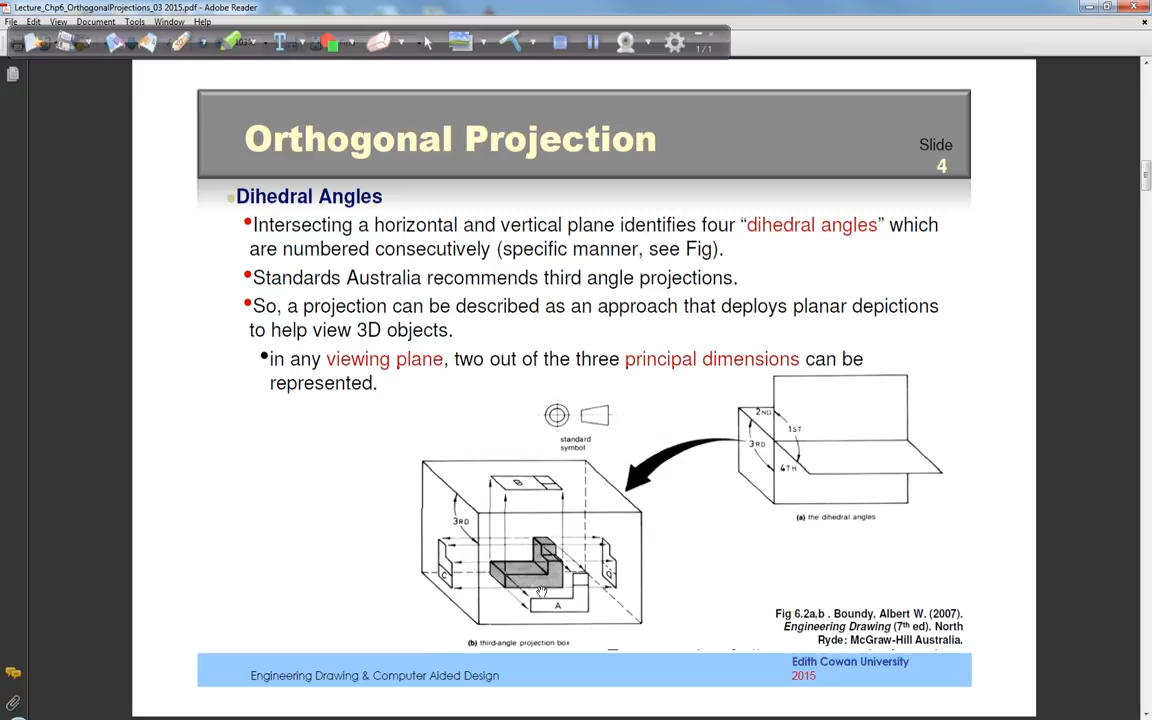 Lecture_Chp6_OrthogonalProjections_03 2015.pdf - Adobe Reader
File Edit View Document Tools Window Help
1/1
Orthogonal Projection
Slide
4
Dihedral Angles
•Intersecting a horizontal and vertical plane identifies four “dihedral angles” which
are numbered consecutively (specific manner, see Fig).
•Standards Australia recommends third angle projections.
•So, a projection can be described as an approach that deploys planar depictions
to help view 3D objects.
•in any viewing plane, two out of the three principal dimensions can be
represented.
standard
symbol
2ND
1ST
3RD
4TH
(a) the dihedral angles
B
3RD
C
D
A
(b) third-angle projection box
Fig 6.2a,b . Boundy, Albert W. (2007).
Engineering Drawing (7th ed). North
Ryde: McGraw-Hill Australia.
Engineering Drawing & Computer Aided Design
Edith Cowan University
2015